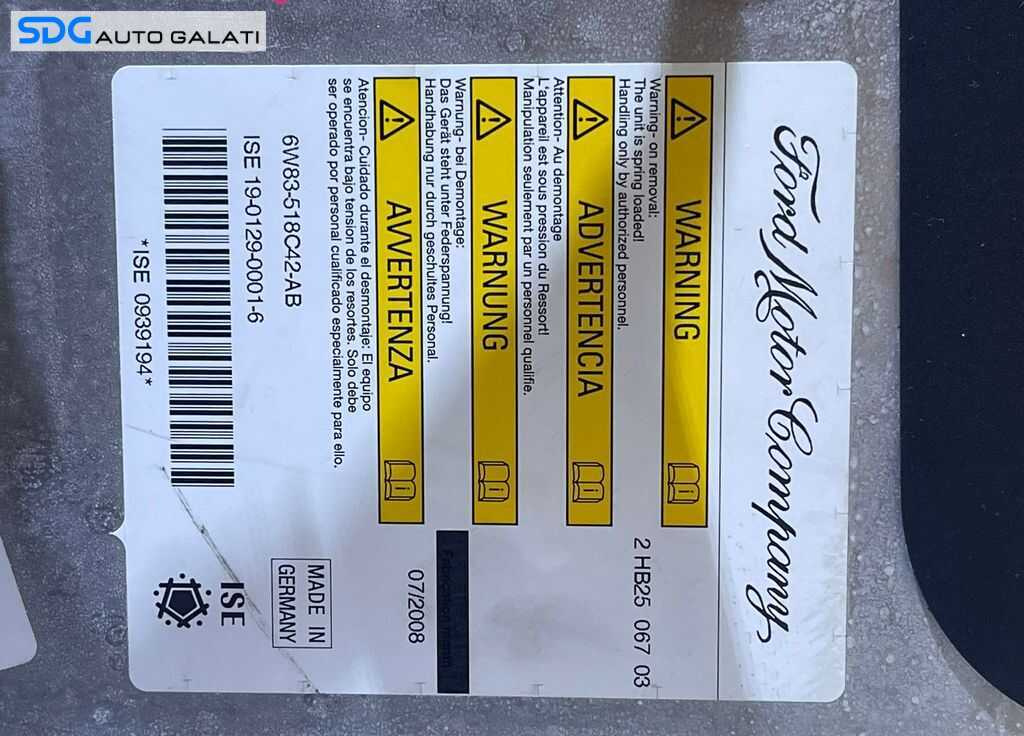 SDG AUTO GALATI
Ford Motor Company
WARNING
Warning- on removal:
The unit is spring loaded!
Handling only by authorized personnel.
ADVERTENCIA
Attention- Au demontage
L'appareil est sous pression du Ressort!
Manipulation seulement par un personnel qualifie.
WARNUNG
Warnung- bei Demontage:
Das Gerät steht unter Federspannung!
Handhabung nur durch geschultes Personal.
AVVERTENZA
Atencion- Cuidado durante el desmontaje: El equipo
se encuentra bajo tension de los resortes. Solo debe
ser operado por personal cualificado especialmente para ello.
2 HB25 067 03
07/2008
MADE IN
GERMANY
6W83-518C42-AB
ISE 19-0129-0001-6
*ISE 0939194*
ISE